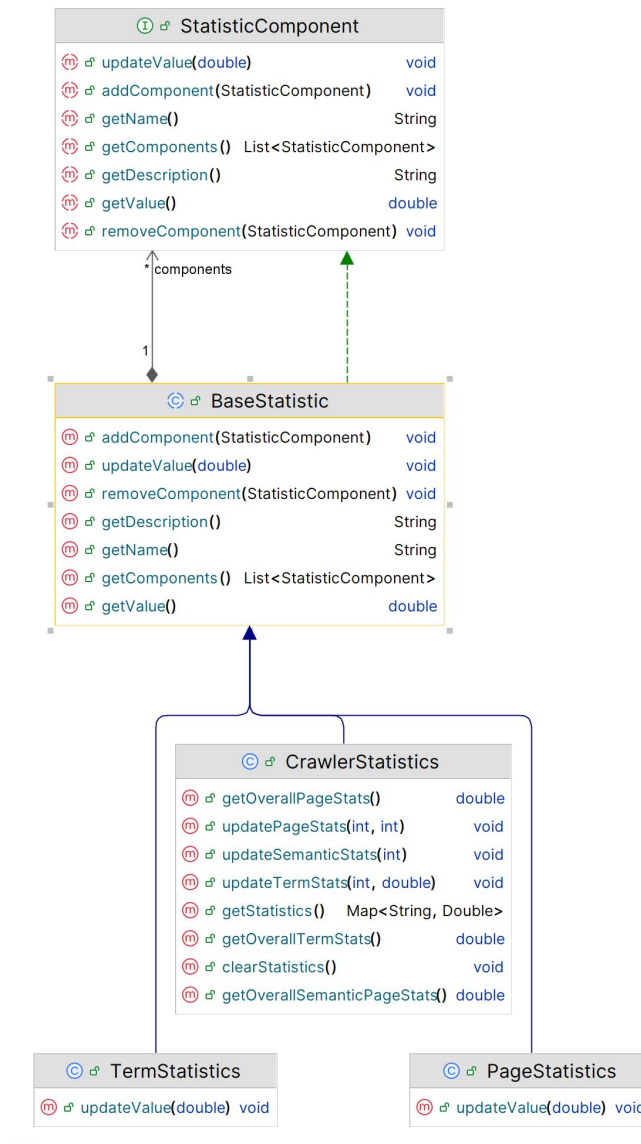 StatisticComponent
updateValue(double) void
addComponent(StatisticComponent) void
getName() String
getComponents() List<StatisticComponent>
getDescription() String
getValue() double
removeComponent(StatisticComponent) void
* components
1
BaseStatistic
addComponent(StatisticComponent) void
updateValue(double) void
removeComponent(StatisticComponent) void
getDescription() String
getName() String
getComponents() List<StatisticComponent>
getValue() double
CrawlerStatistics
getOverallPageStats() double
updatePageStats(int, int) void
updateSemanticStats(int) void
updateTermStats(int, double) void
getStatistics() Map<String, Double>
getOverallTermStats() double
clearStatistics() void
getOverallSemanticPageStats() double
TermStatistics
updateValue(double) void
PageStatistics
updateValue(double) void